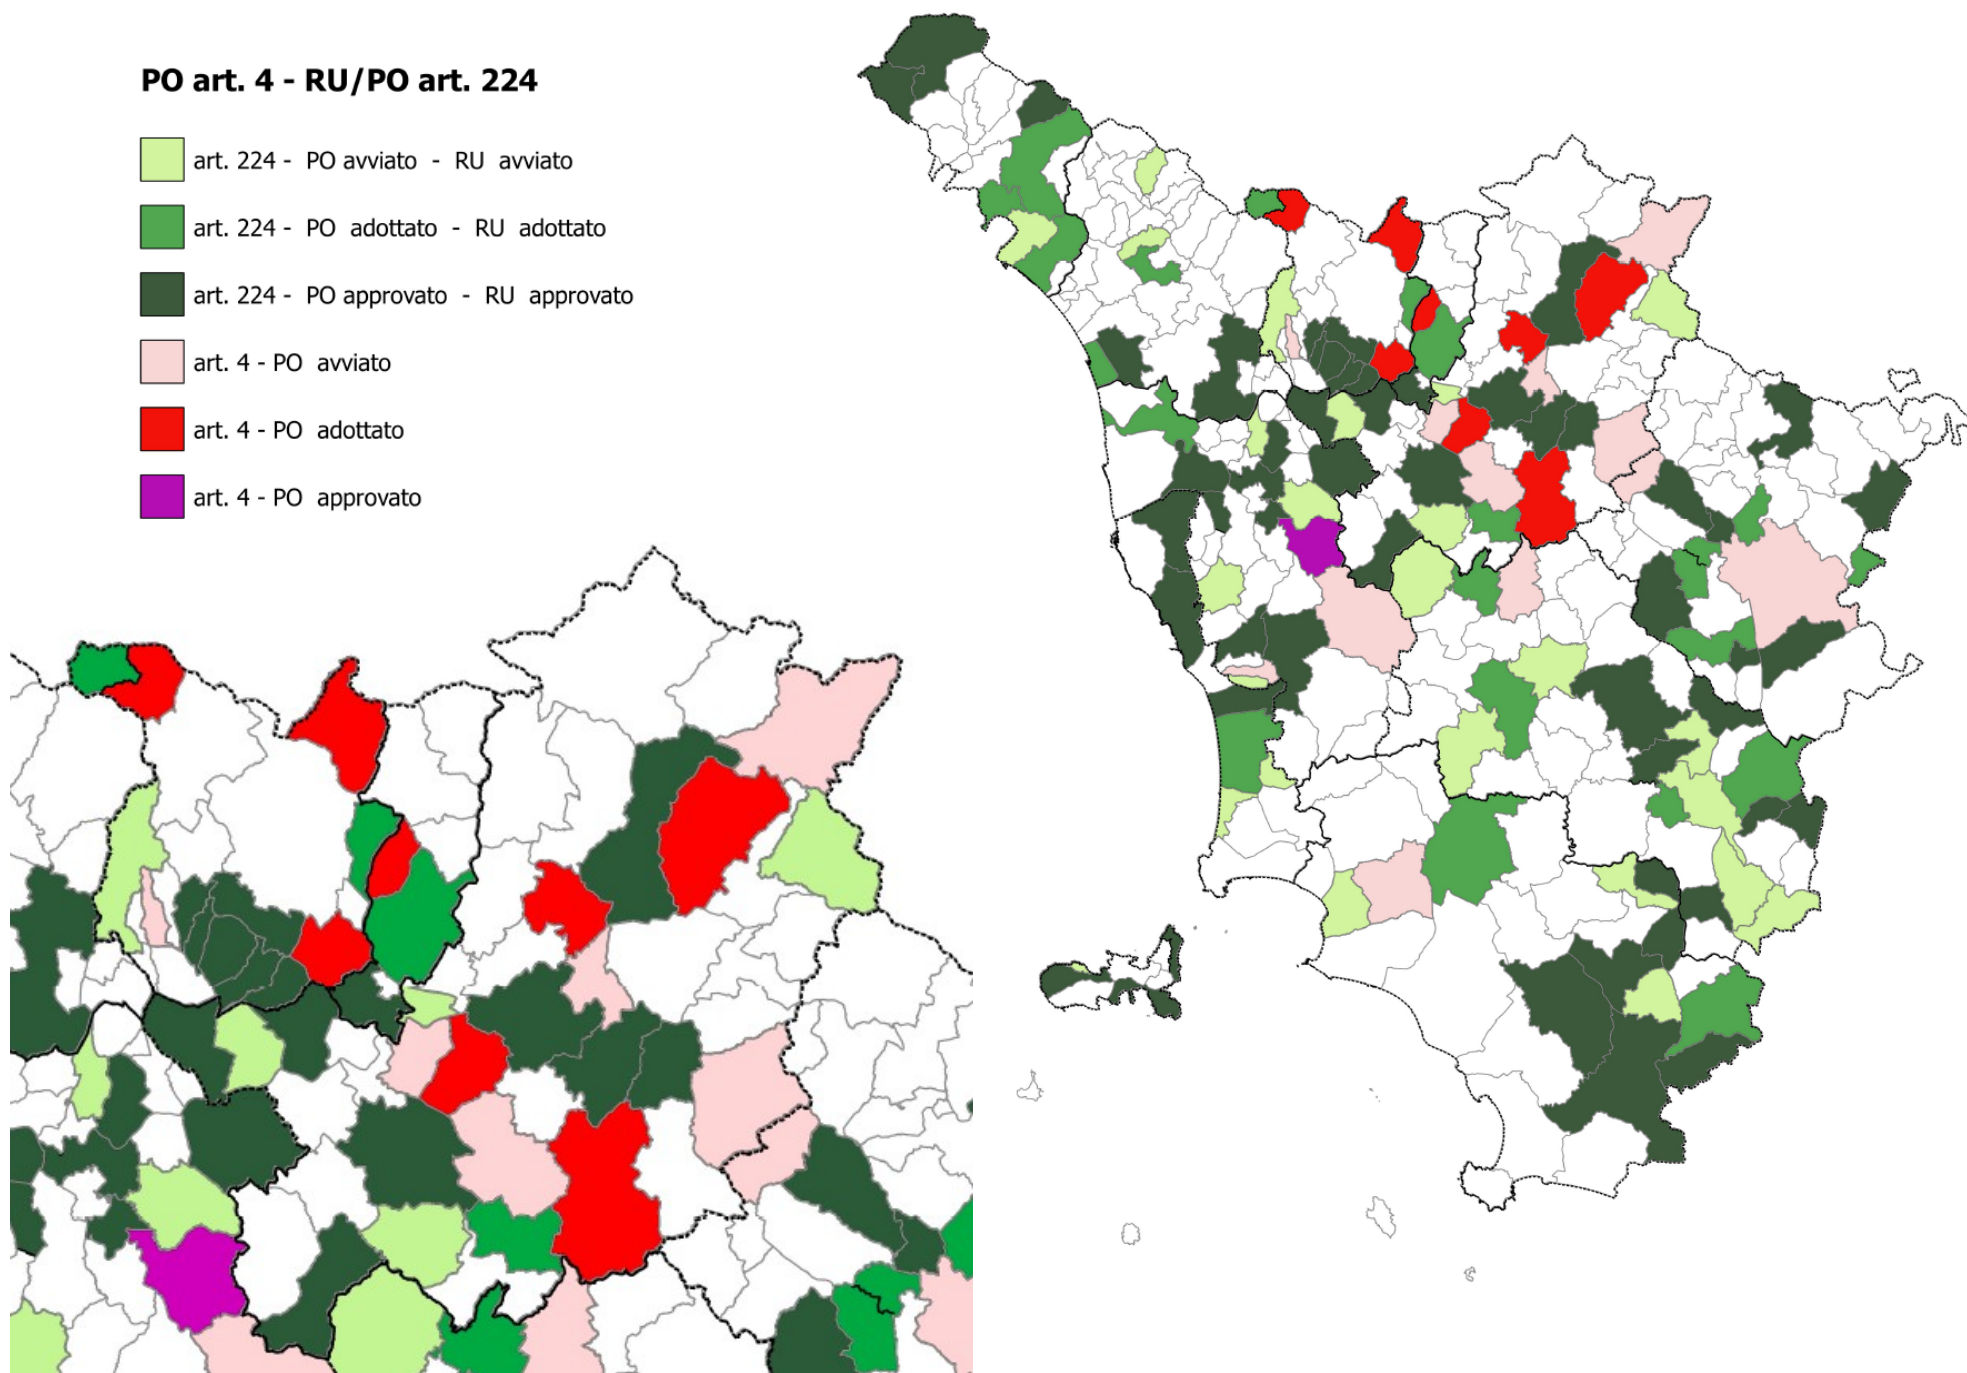 PO art. 4 - RU/PO art. 224
art. 224 - PO avviato - RU avviato
art. 224 - PO adottato - RU adottato
art. 224 - PO approvato - RU approvato
art. 4 - PO avviato
art. 4 - PO adottato
art. 4 - PO approvato